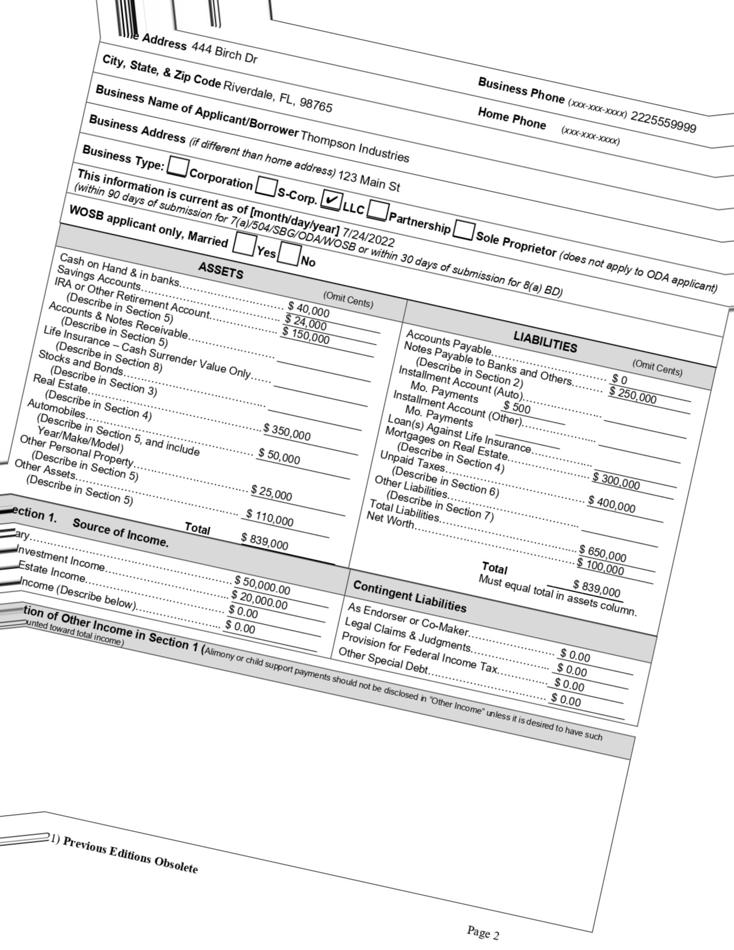 e Address 444 Birch Dr
Business Phone (xxx-xxx-xxxx) 2225559999
City, State, & Zip Code Riverdale, FL, 98765
Home Phone (xxx-xxx-xxxx)
Business Name of Applicant/Borrower Thompson Industries
Business Address (if different than home address) 123 Main St
Business Type: Corporation S-Corp. ✔ LLC Partnership Sole Proprietor (does not apply to ODA applicant)
This information is current as of [month/day/year] 7/24/2022
(within 90 days of submission for 7(a)/504/SBG/ODA/WOSB or within 30 days of submission for 8(a) BD)
WOSB applicant only, Married Yes No
ASSETS
(Omit Cents)
Cash on Hand & in banks $ 40,000
Savings Accounts $ 24,000
IRA or Other Retirement Account $ 150,000
(Describe in Section 5)
Accounts & Notes Receivable
(Describe in Section 5)
Life Insurance – Cash Surrender Value Only
(Describe in Section 8)
Stocks and Bonds
(Describe in Section 3)
Real Estate $ 350,000
(Describe in Section 4)
Automobiles $ 50,000
(Describe in Section 5, and include
Year/Make/Model)
Other Personal Property $ 25,000
(Describe in Section 5)
Other Assets $ 110,000
(Describe in Section 5)
Total $ 839,000
LIABILITIES
(Omit Cents)
Accounts Payable $ 0
Notes Payable to Banks and Others $ 250,000
(Describe in Section 2)
Installment Account (Auto)
Mo. Payments $ 500
Installment Account (Other)
Mo. Payments
Loan(s) Against Life Insurance
Mortgages on Real Estate $ 300,000
(Describe in Section 4)
Unpaid Taxes $ 400,000
(Describe in Section 6)
Other Liabilities
(Describe in Section 7)
Total Liabilities $ 650,000
Net Worth $ 100,000
Total $ 839,000
Must equal total in assets column.
ection 1. Source of Income.
ary $ 50,000.00
Investment Income $ 20,000.00
Estate Income $ 0.00
Income (Describe below) $ 0.00
Contingent Liabilities
As Endorser or Co-Maker $ 0.00
Legal Claims & Judgments $ 0.00
Provision for Federal Income Tax $ 0.00
Other Special Debt $ 0.00
tion of Other Income in Section 1 (Alimony or child support payments should not be disclosed in "Other Income" unless it is desired to have such
unted toward total income)
1) Previous Editions Obsolete
Page 2